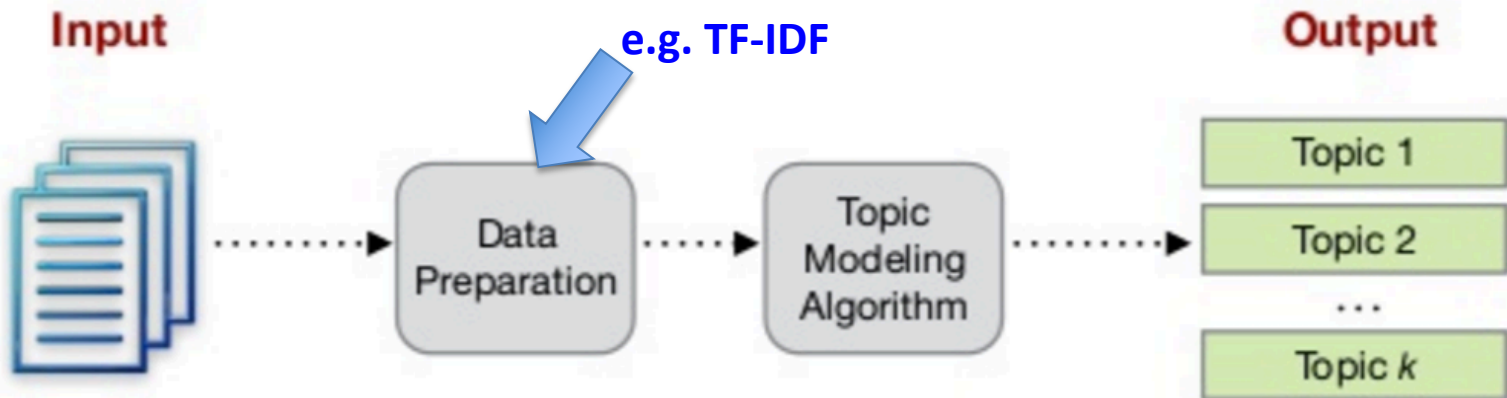 Input
e.g. TF-IDF
Output
Data
Preparation
Topic
Modeling
Algorithm
Topic 1
Topic 2
...
Topic k